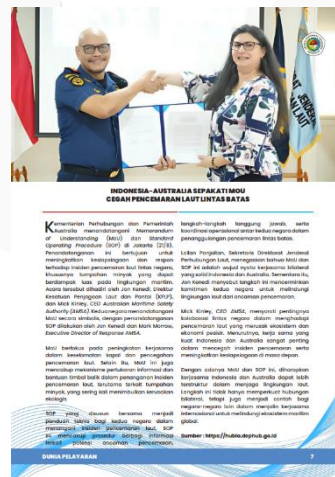 INDONESIA-AUSTRALIA SEPAKATI MOU
CEGAH PENCEMARAN LAUT LINTAS BATAS
Kementerian Perhubungan dan Pemerintah
Australia menandatangani Memorandum
of Understanding (MoU) dan Standard
Operating Procedure (SOP) di Jakarta (21/8).
Penandatanganan ini bertujuan untuk
meningkatkan kesiapsiagaan dan respon
terhadap insiden pencemaran laut lintas negara,
khususnya tumpahan minyak yang dapat
berdampak luas pada lingkungan maritim.
Acara tersebut dihadiri oleh Jon Kenedi, Direktur
Kesatuan Penjagaan Laut dan Pantai (KPLP),
dan Mick Kinley, CEO Australian Maritime Safety
Authority (AMSA). Kedua negara menandatangani
MoU secara simbolis, dengan penandatanganan
SOP dilakukan oleh Jon Kenedi dan Mark Morrow,
Executive Director of Response AMSA.
MoU berfokus pada peningkatan kerjasama
dalam keselamatan kapal dan pencegahan
pencemaran laut. Selain itu, MoU ini juga
mencakup mekanisme pertukaran informasi dan
bantuan timbal balik dalam penanganan insiden
pencemaran laut, terutama terkait tumpahan
minyak, yang sering kali menimbulkan kerusakan
ekologis.
SOP yang disusun bersama menjadi
panduan teknis bagi kedua negara dalam
menangani insiden pencemaran laut. SOP
ini mencakup prosedur berbagi informasi
terkait potensi ancaman pencemaran,
langkah-langkah tanggung jawab, serta
koordinasi operasional antar kedua negara dalam
penanggulangan pencemaran lintas batas.
Lollan Panjaitan, Sekretaris Direktorat Jenderal
Perhubungan Laut, menegaskan bahwa MoU dan
SOP ini adalah wujud nyata kerjasama bilateral
yang solid Indonesia dan Australia. Sementara itu,
Jon Kenedi menyebut langkah ini mencerminkan
komitmen kedua negara untuk melindungi
lingkungan laut dari ancaman pencemaran.
Mick Kinley, CEO AMSA, menyoroti pentingnya
kolaborasi lintas negara dalam menghadapi
pencemaran laut yang merusak ekosistem dan
ekonomi pesisir. Menurutnya, kerja sama yang
kuat Indonesia dan Australia sangat penting
dalam mencegah insiden pencemaran serta
meningkatkan kesiapsiagaan di masa depan.
Dengan adanya MoU dan SOP ini, diharapkan
kerjasama Indonesia dan Australia dapat lebih
terstruktur dalam menjaga lingkungan laut.
Langkah ini tidak hanya memperkuat hubungan
bilateral, tetapi juga menjadi contoh bagi
negara-negara lain dalam menjalin kerjasama
internasional untuk melindungi ekosistem maritim
global.
Sumber : https://hubla.dephub.go.id
DUNIA PELAYARAN
7